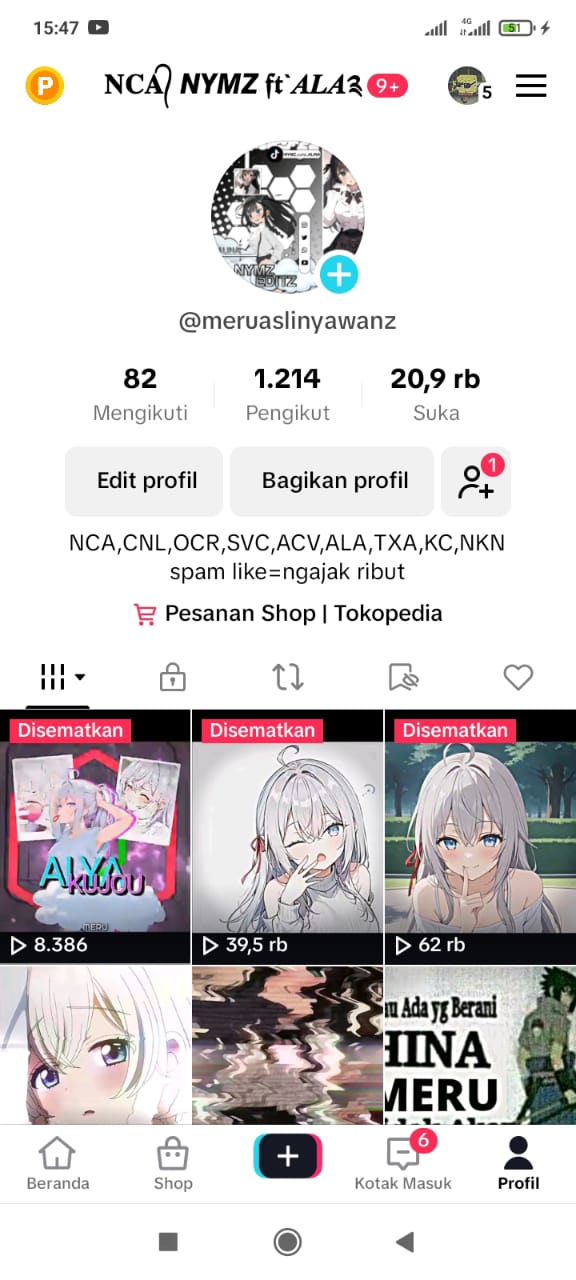 15:47
4G
51
P
NCA NYMZ ft`ALA
9+
5
NYMZ
EDITZ
@meruaslinyawanz
82
1.214
20,9 rb
Mengikuti
Pengikut
Suka
Edit profil
Bagikan profil
1
NCA,CNL,OCR,SVC,ACV,ALA,TXA,KC,NKN
spam like=ngajak ribut
Pesanan Shop | Tokopedia
Disematkan
Disematkan
Disematkan
ALYA
KUJOU
MERU
8.386
39,5 rb
62 rb
Ada yg Berani
HINA
MERU
6
Beranda
Shop
Kotak Masuk
Profil